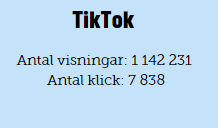 TikTok
Antal visningar: 1 142 231
Antal klick: 7 838